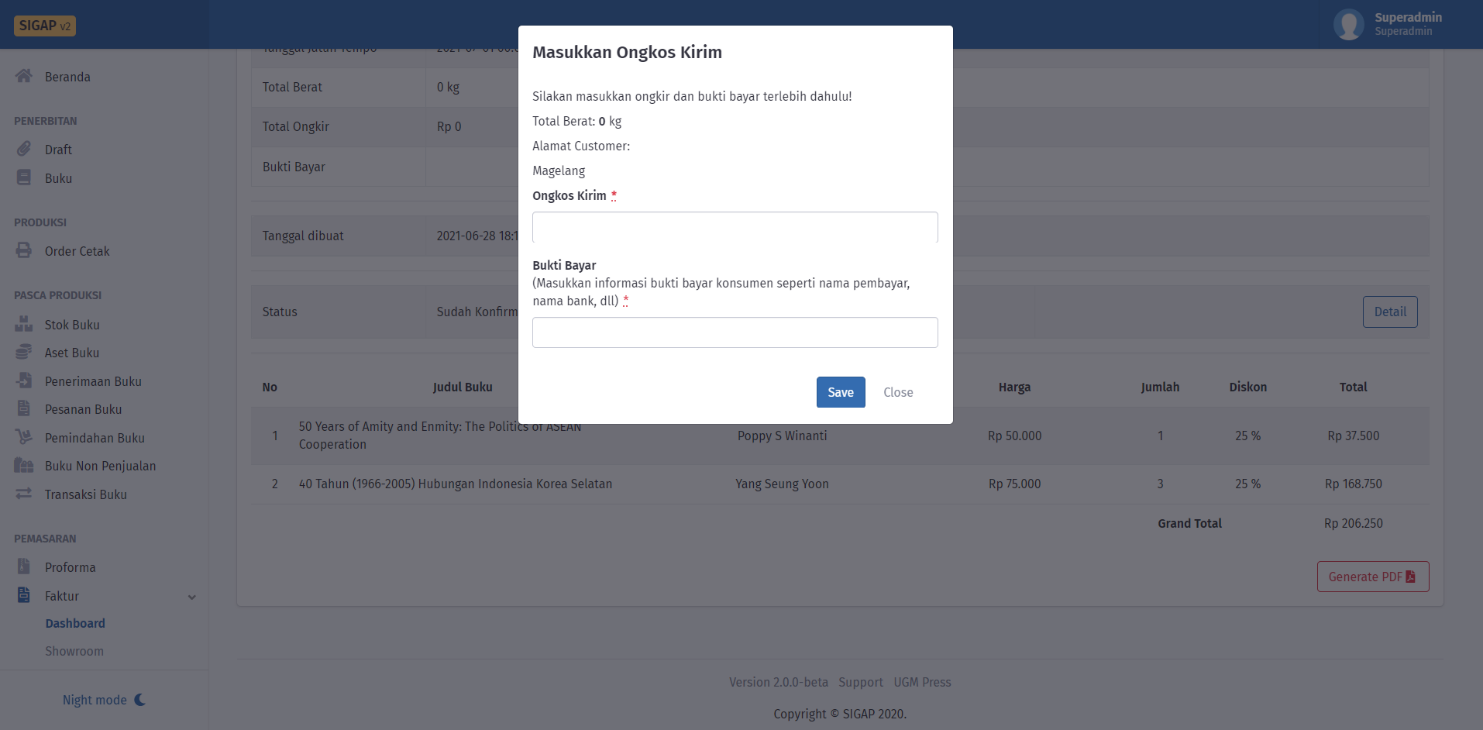 SIGAP v2
Superadmin
Superadmin
Beranda
PENERBITAN
Draft
Buku
PRODUKSI
Order Cetak
PASCA PRODUKSI
Stok Buku
Aset Buku
Penerimaan Buku
Pesanan Buku
Pemindahan Buku
Buku Non Penjualan
Transaksi Buku
PEMASARAN
Proforma
Faktur
Dashboard
Showroom
Night mode
Tanggal Jatuh Tempo
Total Berat 0 kg
Total Ongkir Rp 0
Bukti Bayar
Tanggal dibuat 2021-06-28
Status Sudah Detail
Masukkan Ongkos Kirim
Silakan masukkan ongkir dan bukti bayar terlebih dahulu!
Total Berat: 0 kg
Alamat Customer:
Magelang
Ongkos Kirim *
Bukti Bayar
(Masukkan informasi bukti bayar konsumen seperti nama pembayar,
nama bank, dll) *
Save Close
No Judul Buku Harga Jumlah Diskon Total
1 50 Years of Amity and Enmity: The Politics of ASEAN
Cooperation Poppy S Winanti Rp 50.000 1 25 % Rp 37.500
2 40 Tahun (1966-2005) Hubungan Indonesia Korea Selatan Yang Seung Yoon Rp 75.000 3 25 % Rp 168.750
Grand Total Rp 206.250
Generate PDF
Version 2.0.0-beta Support UGM Press
Copyright © SIGAP 2020.